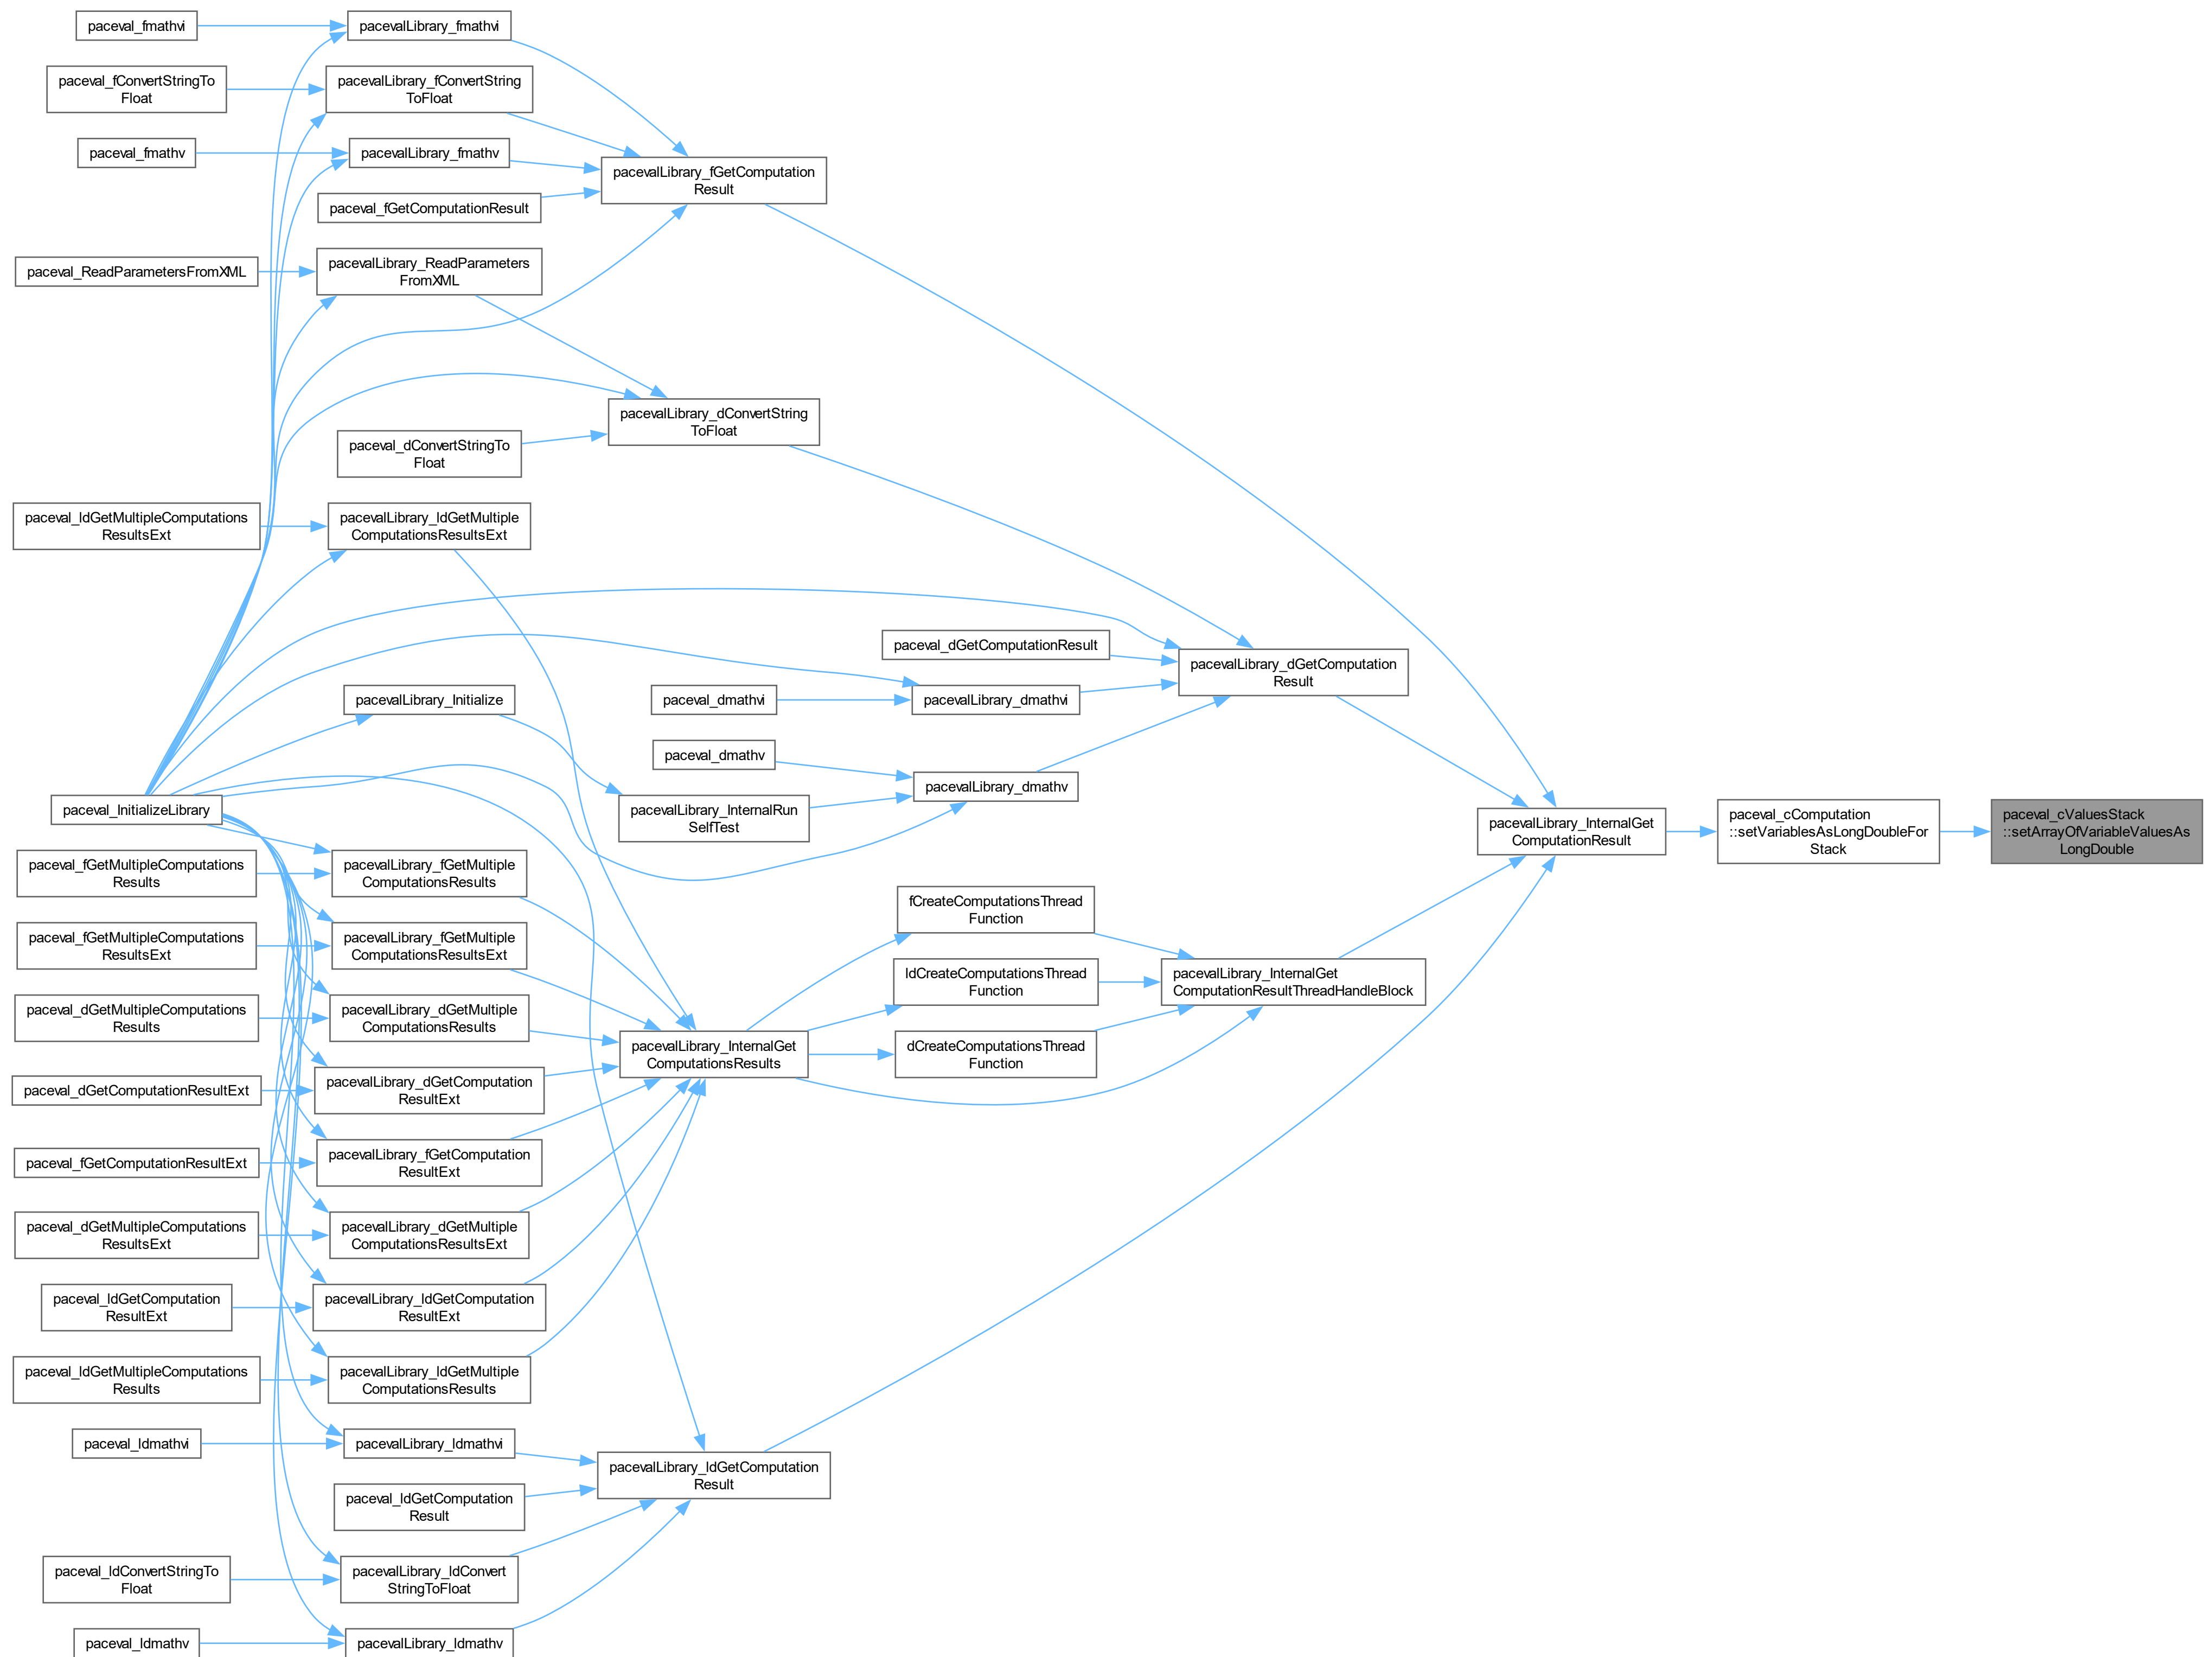 paceval_fmathvi
pacevalLibrary_fmathvi
paceval_fConvertStringTo
Float
pacevalLibrary_fConvertString
ToFloat
paceval_fmathv
pacevalLibrary_fmathv
pacevalLibrary_fGetComputation
Result
paceval_fGetComputationResult
paceval_ReadParametersFromXML
pacevalLibrary_ReadParameters
FromXML
pacevalLibrary_dConvertString
ToFloat
paceval_dConvertStringTo
Float
paceval_ldGetMultipleComputations
ResultsExt
pacevalLibrary_ldGetMultiple
ComputationsResultsExt
paceval_dGetComputationResult
pacevalLibrary_dGetComputation
Result
pacevalLibrary_Initialize
paceval_dmathvi
pacevalLibrary_dmathvi
paceval_dmathv
pacevalLibrary_dmathv
paceval_InitializeLibrary
pacevalLibrary_InternalRun
SelfTest
pacevalLibrary_InternalGet
ComputationResult
paceval_cComputation
::setVariablesAsLongDoubleFor
Stack
paceval_cValuesStack
::setArrayOfVariableValuesAs
LongDouble
paceval_fGetMultipleComputations
Results
pacevalLibrary_fGetMultiple
ComputationsResults
fCreateComputationsThread
Function
paceval_fGetMultipleComputations
ResultsExt
pacevalLibrary_fGetMultiple
ComputationsResultsExt
ldCreateComputationsThread
Function
pacevalLibrary_InternalGet
ComputationResultThreadHandleBlock
paceval_dGetMultipleComputations
Results
pacevalLibrary_dGetMultiple
ComputationsResults
pacevalLibrary_InternalGet
ComputationsResults
dCreateComputationsThread
Function
paceval_dGetComputationResultExt
pacevalLibrary_dGetComputation
ResultExt
paceval_fGetComputationResultExt
pacevalLibrary_fGetComputation
ResultExt
paceval_dGetMultipleComputations
ResultsExt
pacevalLibrary_dGetMultiple
ComputationsResultsExt
paceval_ldGetComputation
ResultExt
pacevalLibrary_ldGetComputation
ResultExt
paceval_ldGetMultipleComputations
Results
pacevalLibrary_ldGetMultiple
ComputationsResults
paceval_ldmathvi
pacevalLibrary_ldmathvi
pacevalLibrary_ldGetComputation
Result
paceval_ldGetComputation
Result
paceval_ldConvertStringTo
Float
pacevalLibrary_ldConvert
StringToFloat
paceval_ldmathv
pacevalLibrary_ldmathv